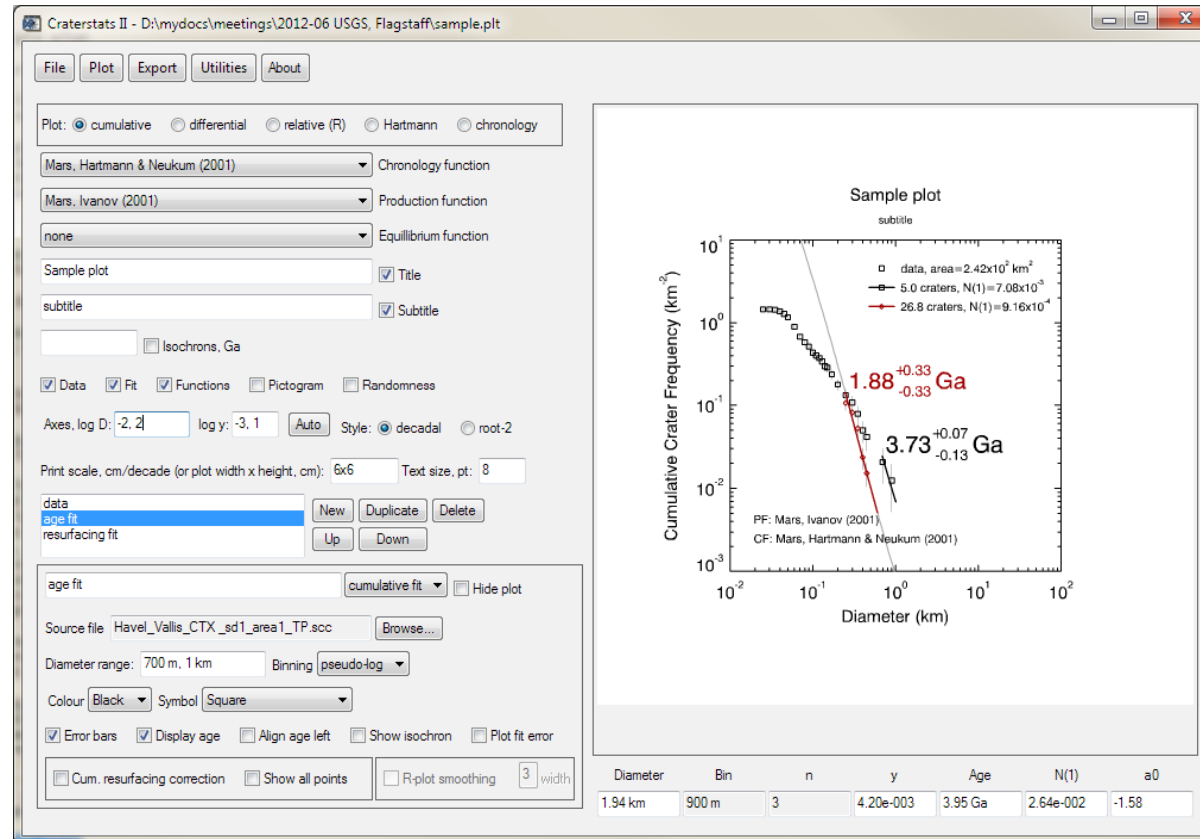 Craterstats II - D:\mydocs\meetings\2012-06 USGS, Flagstaff\sample.plt
File Plot Export Utilities About
Plot: cumulative differential relative (R) Hartmann chronology
Mars, Hartmann & Neukum (2001) Chronology function
Mars, Ivanov (2001) Production function
none Equillibrium function
Sample plot Title
subtitle Subtitle
Isochrons, Ga
Data Fit Functions Pictogram Randomness
Axes, log D: -2, 2 log y: -3, 1 Auto Style: decadal root-2
Print scale, cm/decade (or plot width x height, cm): 6x6 Text size, pt: 8
data
age fit
resurfacing fit
New Duplicate Delete
Up Down
age fit cumulative fit Hide plot
Source file Havel_Vallis_CTX _sd1_area1_TP.scc Browse...
Diameter range: 700 m, 1 km Binning pseudo-log
Colour Black Symbol Square
Error bars Display age Align age left Show isochron Plot fit error
Cum. resurfacing correction Show all points R-plot smoothing 3 width
Sample plot
subtitle
Cumulative Crater Frequency (km⁻²)
10¹
10⁰
10⁻¹
10⁻²
10⁻³
data, area=2.42x10² km²
5.0 craters, N(1)=7.08x10⁻³
26.8 craters, N(1)=9.16x10⁻⁴
1.88 +0.33 -0.33 Ga
3.73 +0.07 -0.13 Ga
PF: Mars, Ivanov (2001)
CF: Mars, Hartmann & Neukum (2001)
10⁻² 10⁻¹ 10⁰ 10¹ 10²
Diameter (km)
Diameter Bin n y Age N(1) a0
1.94 km 900 m 3 4.20e-003 3.95 Ga 2.64e-002 -1.58